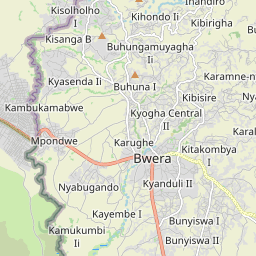 Inandiro
Kisolholho
I
Kihondo Ii
Kibirigha
Kisanga B
Buhungamuyagha
Ii
Karamne-n
Kyasenda Ii
Buhuna I
Kibisire
Kambukamabwe
Kyogha Central
II
Kara
Mpondwe
Karughe
Kitakombya
I
Bwera
Nyabugando
Kyanduli II
Kayembe I
Bunyiswa I
Kamukumbi
Ii
Bunyiswa II